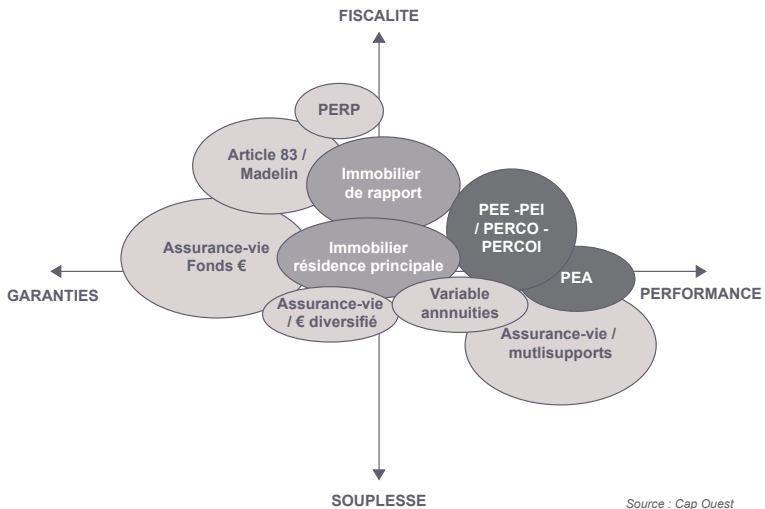 FISCALITE
PERP
Article 83 /
Madelin
Immobilier
de rapport
PEE -PEI
/ PERCO -
PERCOI
Assurance-vie
Fonds €
Immobilier
résidence principale
PEA
GARANTIES
PERFORMANCE
Assurance-vie
/ € diversifié
Variable
annnuities
Assurance-vie /
mutlisupports
SOUPLESSE
Source : Cap Ouest